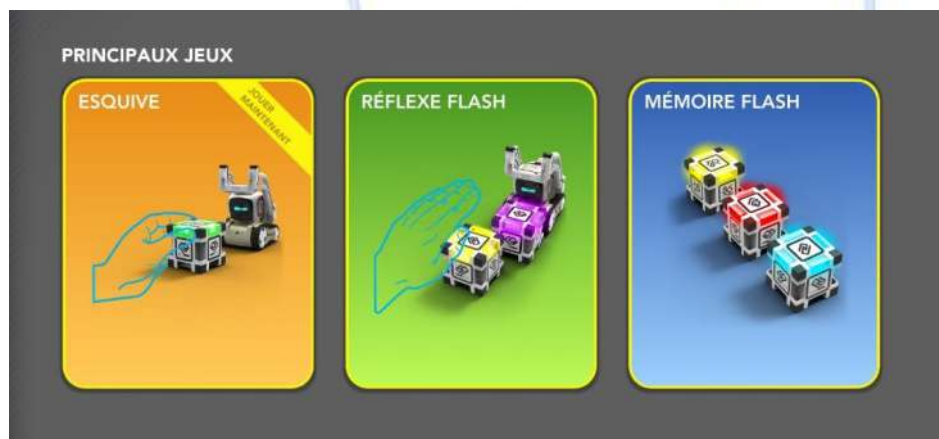 PRINCIPAUX JEUX
ESQUIVE
JOUER
MAINTENANT
RÉFLEXE FLASH
MÉMOIRE FLASH